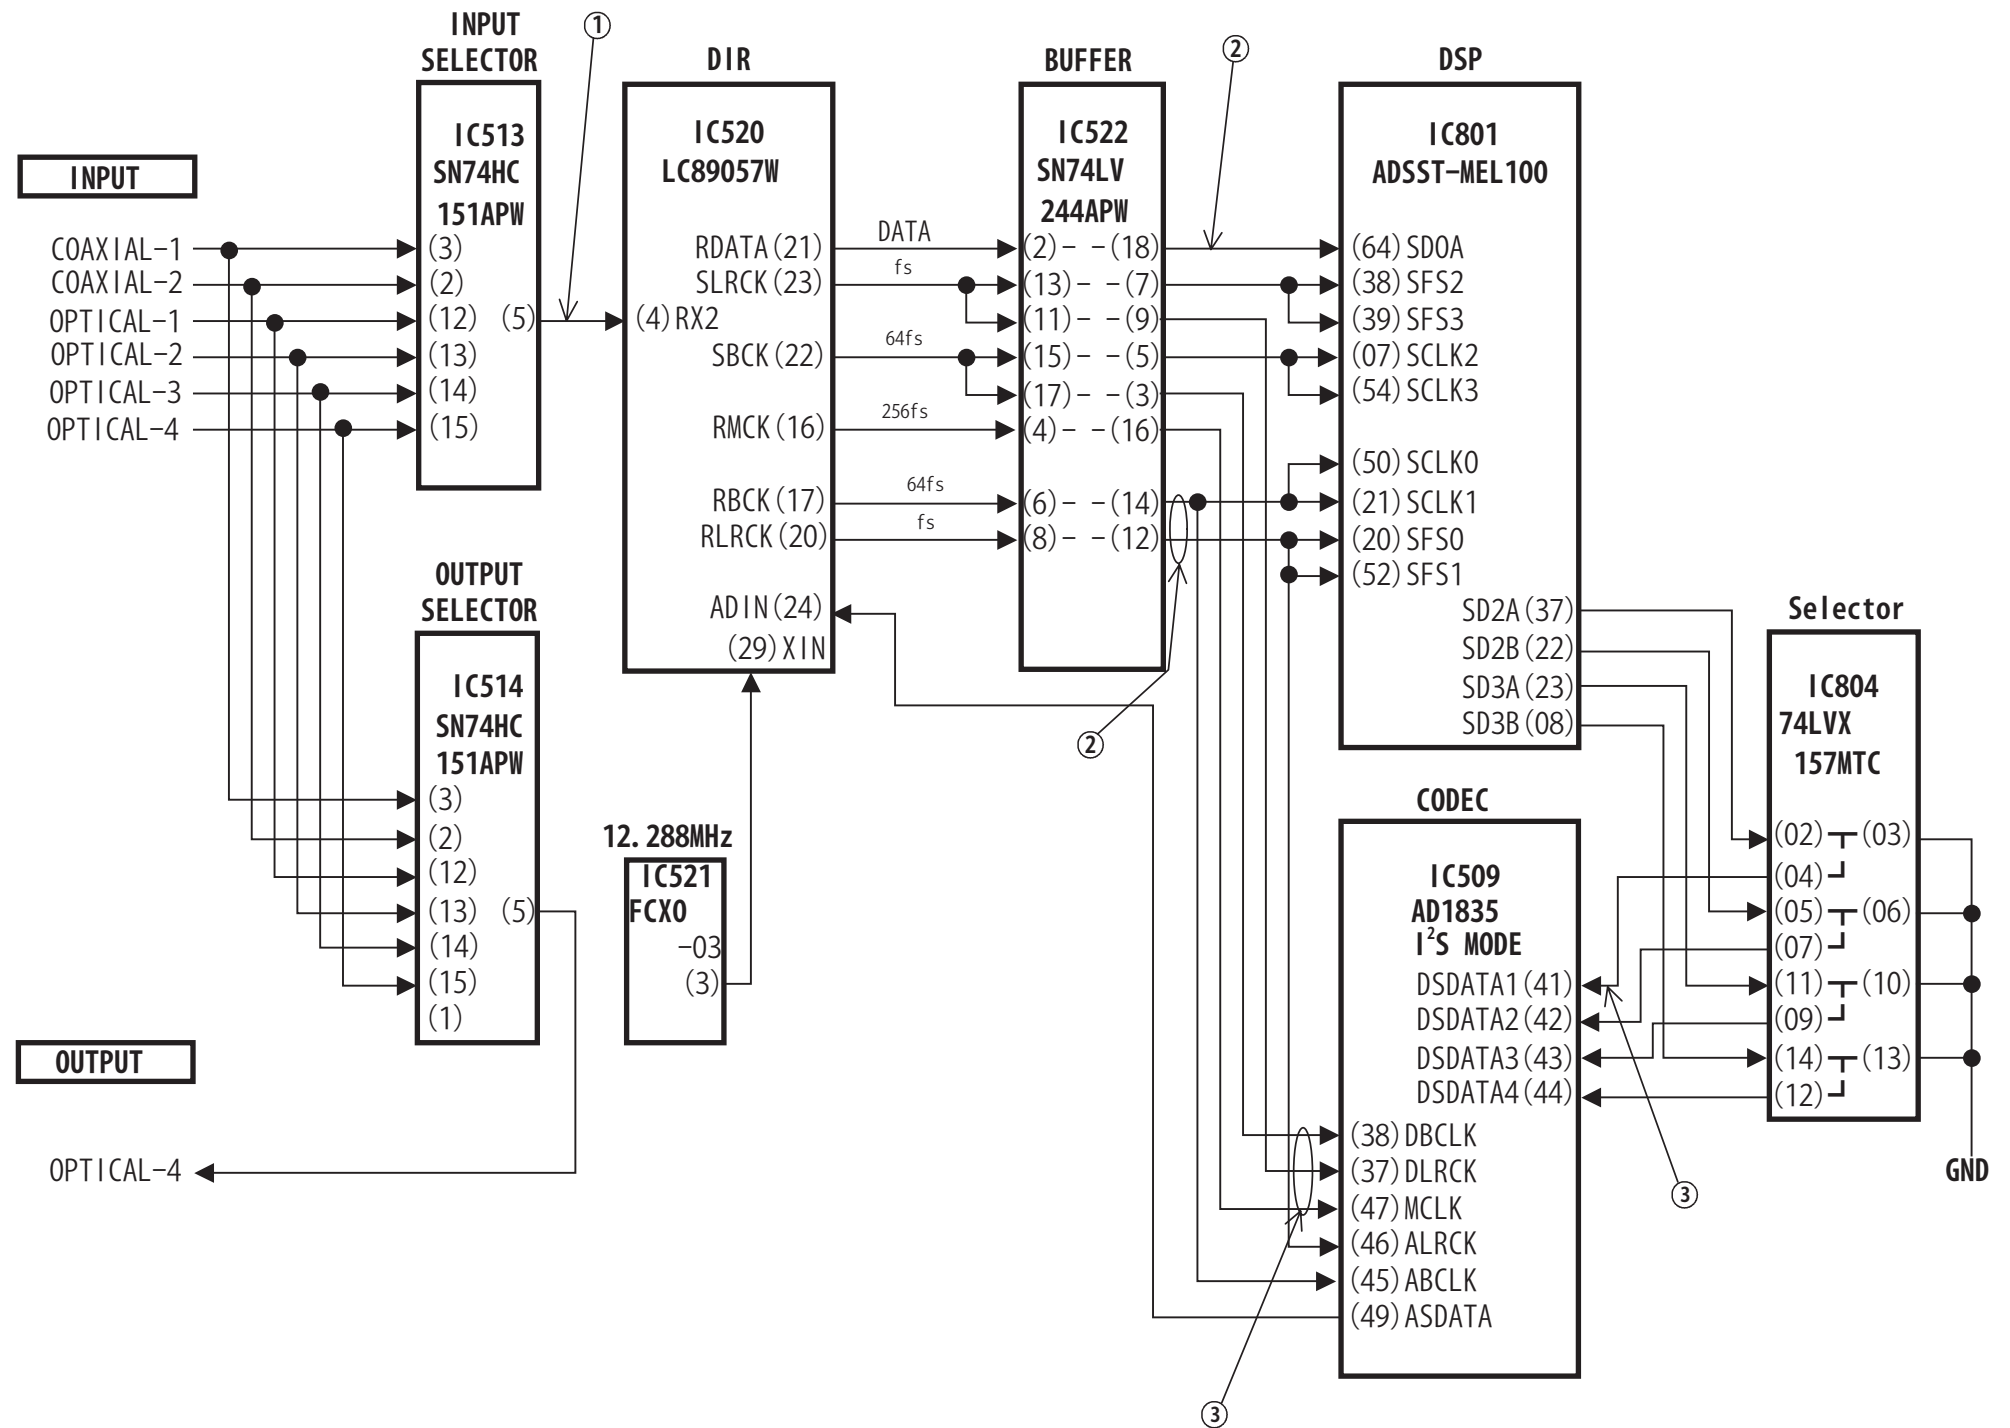 INPUT
SELECTOR
①
DIR
BUFFER
②
DSP
INPUT
COAXIAL-1
COAXIAL-2
OPTICAL-1
OPTICAL-2
OPTICAL-3
OPTICAL-4
IC513
SN74HC
151APW
(3)
(2)
(12) (5)
(13)
(14)
(15)
IC520
LC89057W
RDATA(21)
SLRCK(23)
(4)RX2
SBCK(22)
RMCK(16)
RBCK(17)
RLRCK(20)
ADIN(24)
(29)XIN
DATA
fs
64fs
256fs
64fs
fs
IC522
SN74LV
244APW
(2)- -(18)
(13)- -(7)
(11)- -(9)
(15)- -(5)
(17)- -(3)
(4)- -(16)
(6)- -(14)
(8)- -(12)
②
IC801
ADSST-MEL100
(64)SD0A
(38)SFS2
(39)SFS3
(07)SCLK2
(54)SCLK3
(50)SCLK0
(21)SCLK1
(20)SFS0
(52)SFS1
SD2A(37)
SD2B(22)
SD3A(23)
SD3B(08)
OUTPUT
SELECTOR
IC514
SN74HC
151APW
(3)
(2)
(12)
(13) (5)
(14)
(15)
(1)
12.288MHz
IC521
FCXO
-03
(3)
Selector
IC804
74LVX
157MTC
(02) (03)
(04)
(05) (06)
(07)
(11) (10)
(09)
(14) (13)
(12)
GND
CODEC
IC509
AD1835
I²S MODE
DSDATA1(41)
DSDATA2(42)
DSDATA3(43)
DSDATA4(44)
(38)DBCLK
(37)DLRCK
(47)MCLK
(46)ALRCK
(45)ABCLK
(49)ASDATA
③
③
OUTPUT
OPTICAL-4